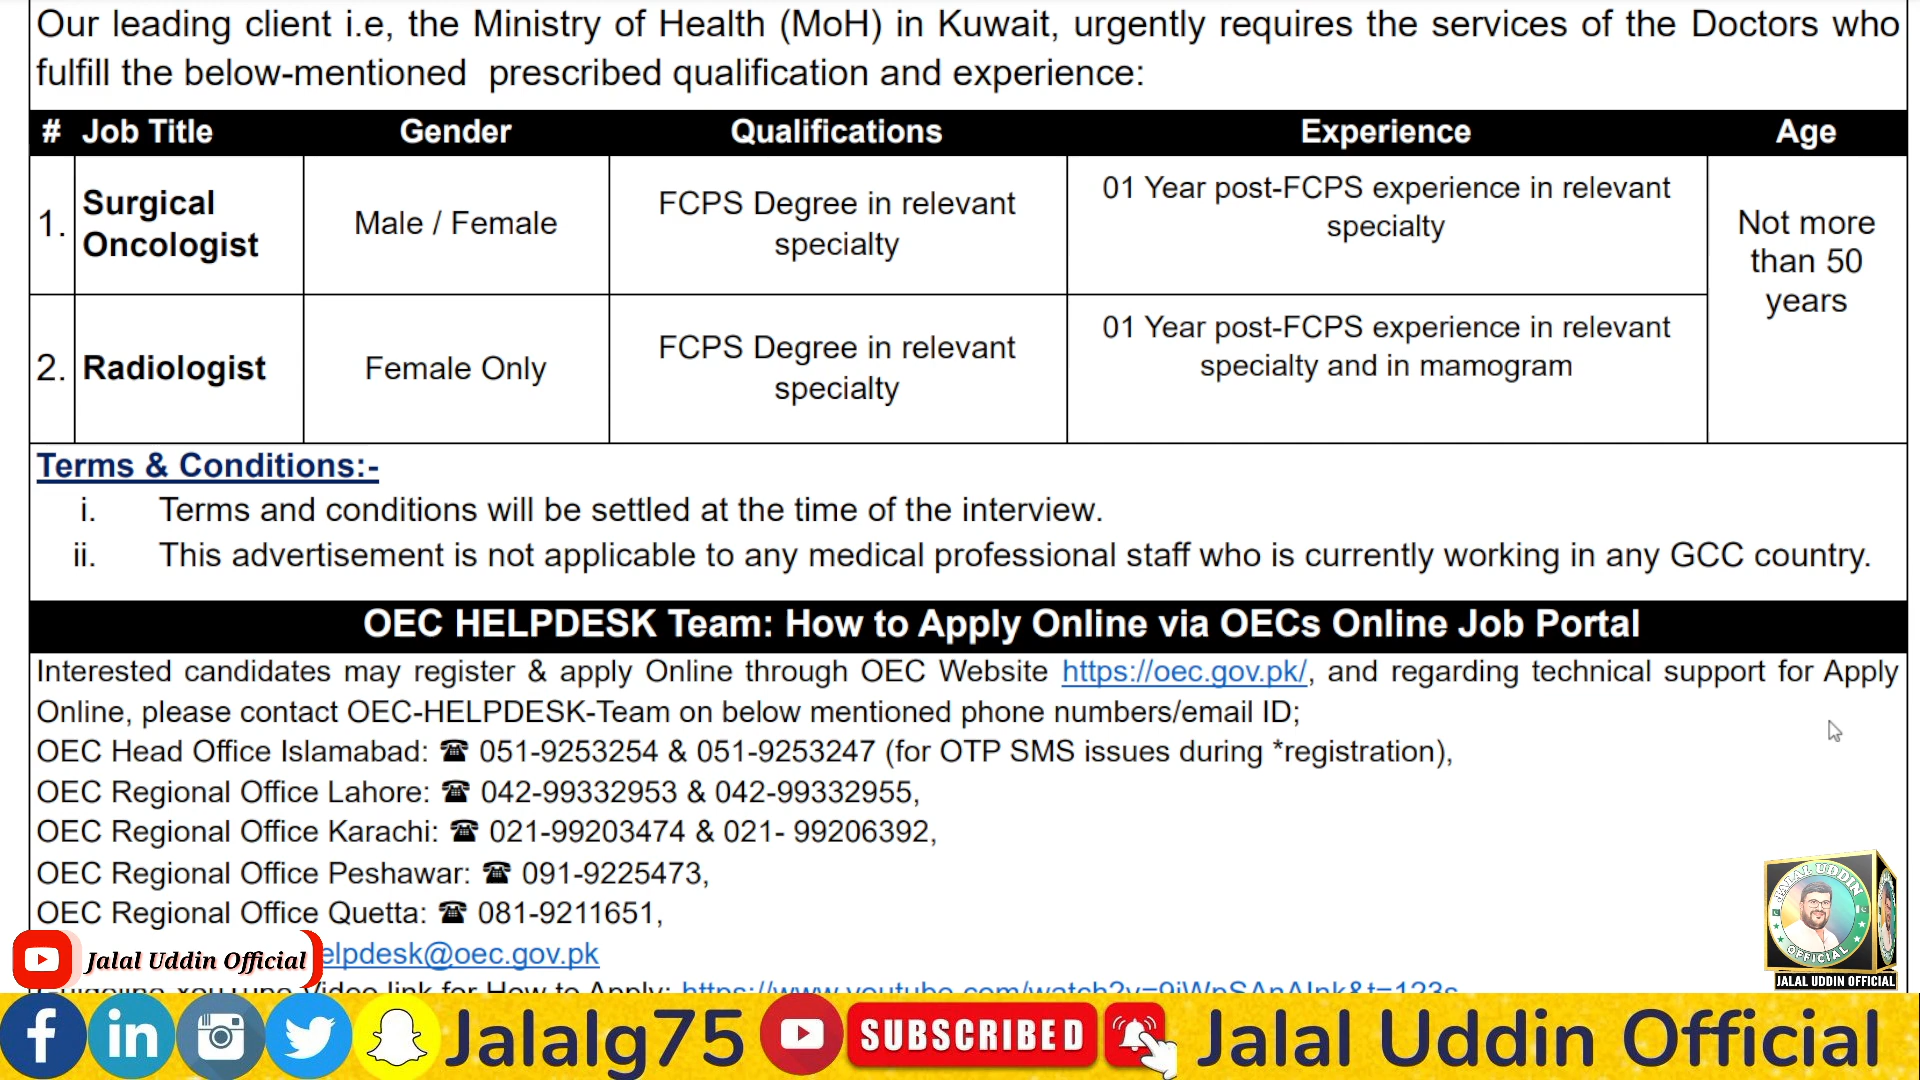 Our leading client i.e, the Ministry of Health (MoH) in Kuwait, urgently requires the services of the Doctors who
fulfill the below-mentioned prescribed qualification and experience:
# Job Title Gender Qualifications Experience Age
1. Surgical Oncologist Male / Female FCPS Degree in relevant specialty 01 Year post-FCPS experience in relevant specialty Not more than 50 years
2. Radiologist Female Only FCPS Degree in relevant specialty 01 Year post-FCPS experience in relevant specialty and in mamogram
Terms & Conditions:-
i. Terms and conditions will be settled at the time of the interview.
ii. This advertisement is not applicable to any medical professional staff who is currently working in any GCC country.
OEC HELPDESK Team: How to Apply Online via OECs Online Job Portal
Interested candidates may register & apply Online through OEC Website https://oec.gov.pk/, and regarding technical support for Apply
Online, please contact OEC-HELPDESK-Team on below mentioned phone numbers/email ID;
OEC Head Office Islamabad: ☎ 051-9253254 & 051-9253247 (for OTP SMS issues during *registration),
OEC Regional Office Lahore: ☎ 042-99332953 & 042-99332955,
OEC Regional Office Karachi: ☎ 021-99203474 & 021- 99206392,
OEC Regional Office Peshawar: ☎ 091-9225473,
OEC Regional Office Quetta: ☎ 081-9211651,
Jalal Uddin Official
elpdesk@oec.gov.pk
Video link for How to Apply:
JALAL UDDIN
OFFICIAL
JALAL UDDIN OFFICIAL
Jalalg75 SUBSCRIBED Jalal Uddin Official